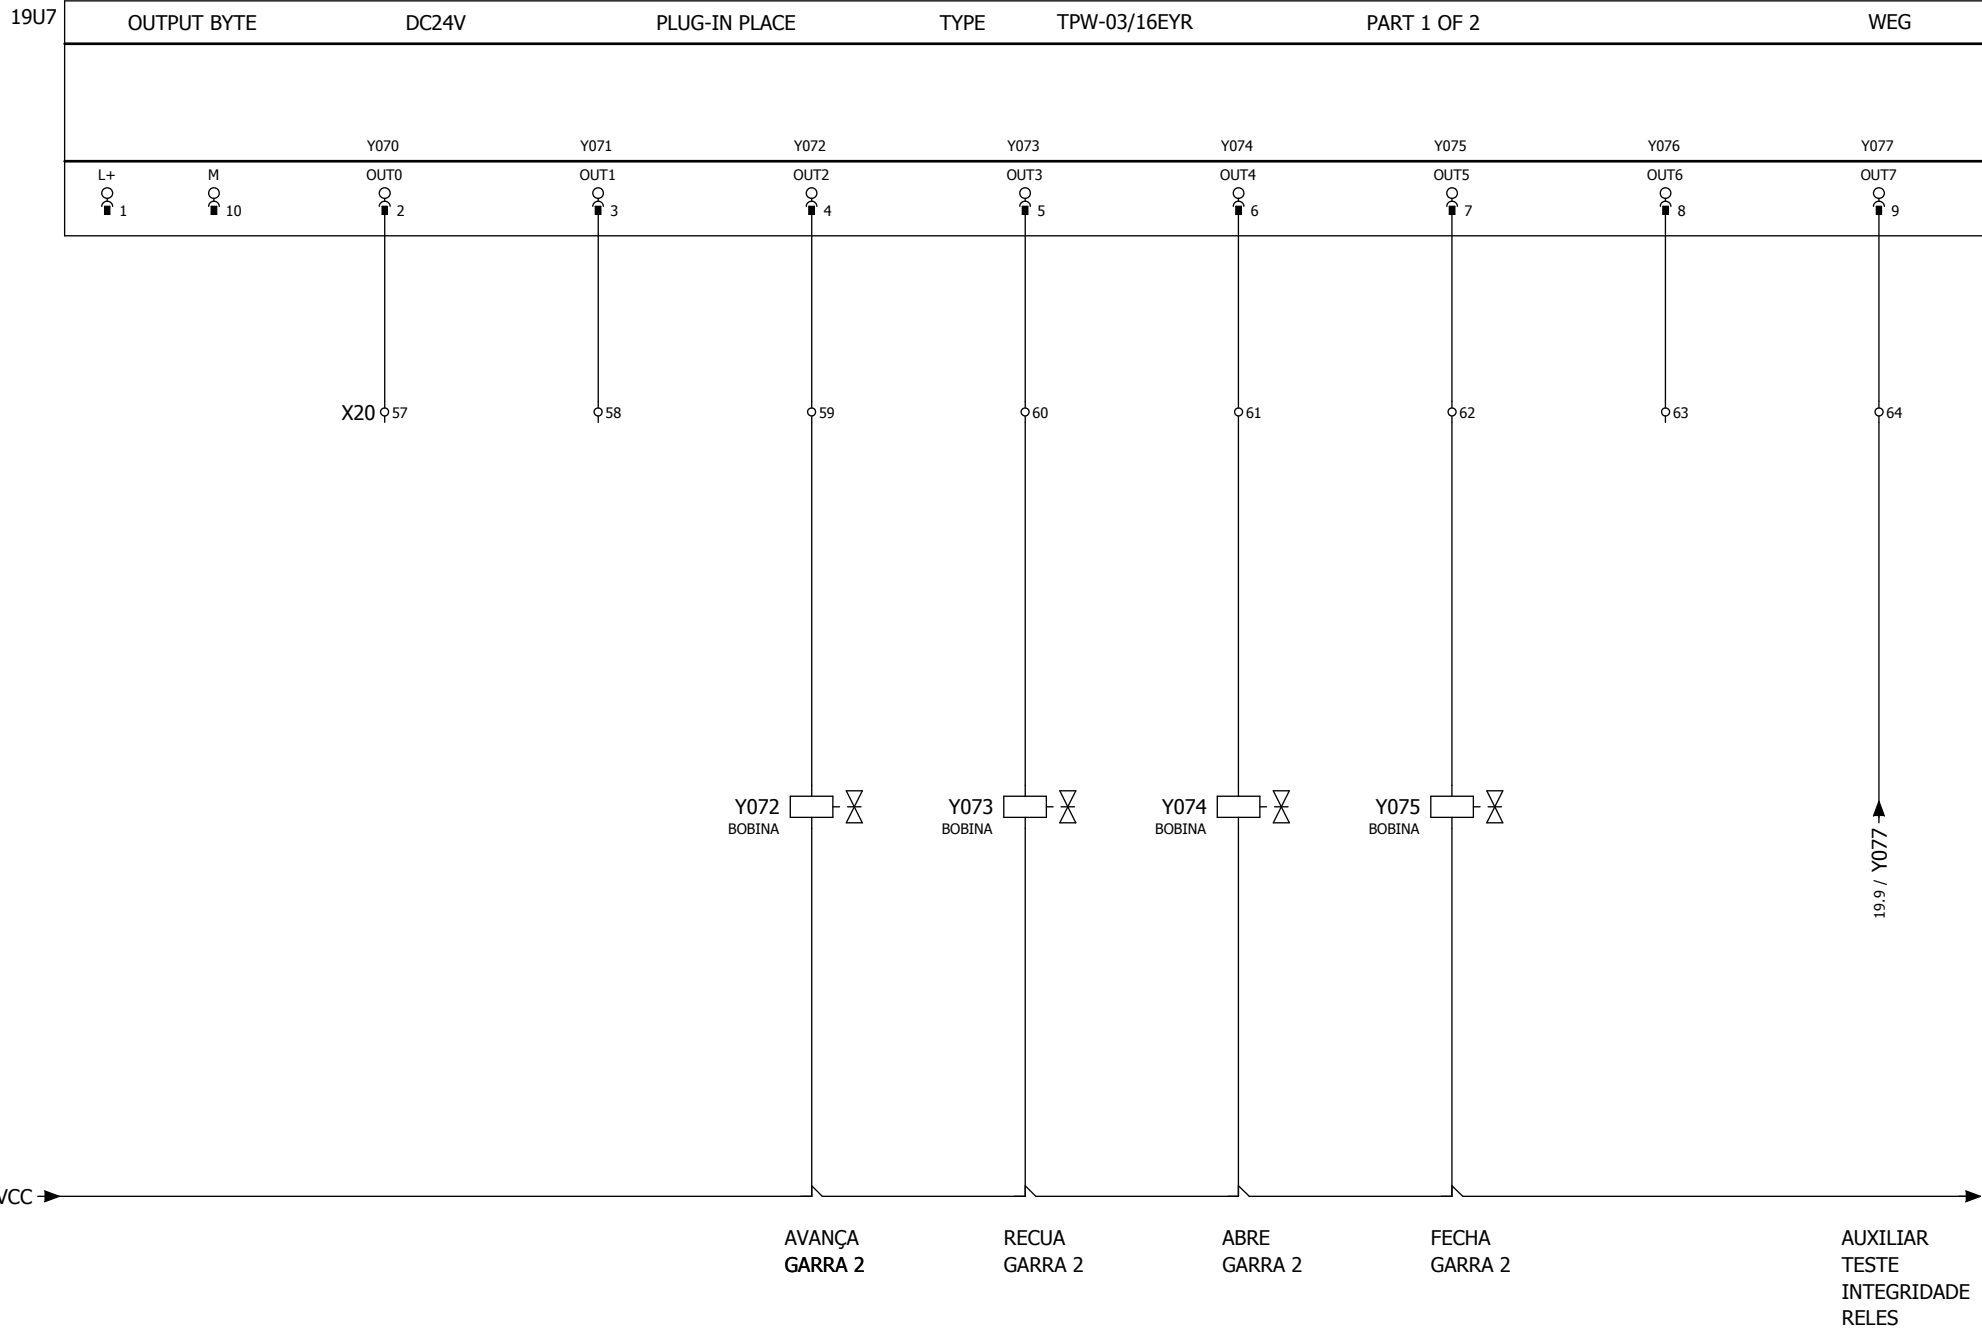 19U7
OUTPUT BYTE DC24V PLUG-IN PLACE TYPE TPW-03/16EYR PART 1 OF 2 WEG
Y070 Y071 Y072 Y073 Y074 Y075 Y076 Y077
L+ M OUT0 OUT1 OUT2 OUT3 OUT4 OUT5 OUT6 OUT7
1 10 2 3 4 5 6 7 8 9
X20 57 58 59 60 61 62 63 64
Y072 Y073 Y074 Y075
BOBINA BOBINA BOBINA BOBINA
19.9 / Y077
VCC
AVANÇA
GARRA 2
RECUA
GARRA 2
ABRE
GARRA 2
FECHA
GARRA 2
AUXILIAR
TESTE
INTEGRIDADE
RELES